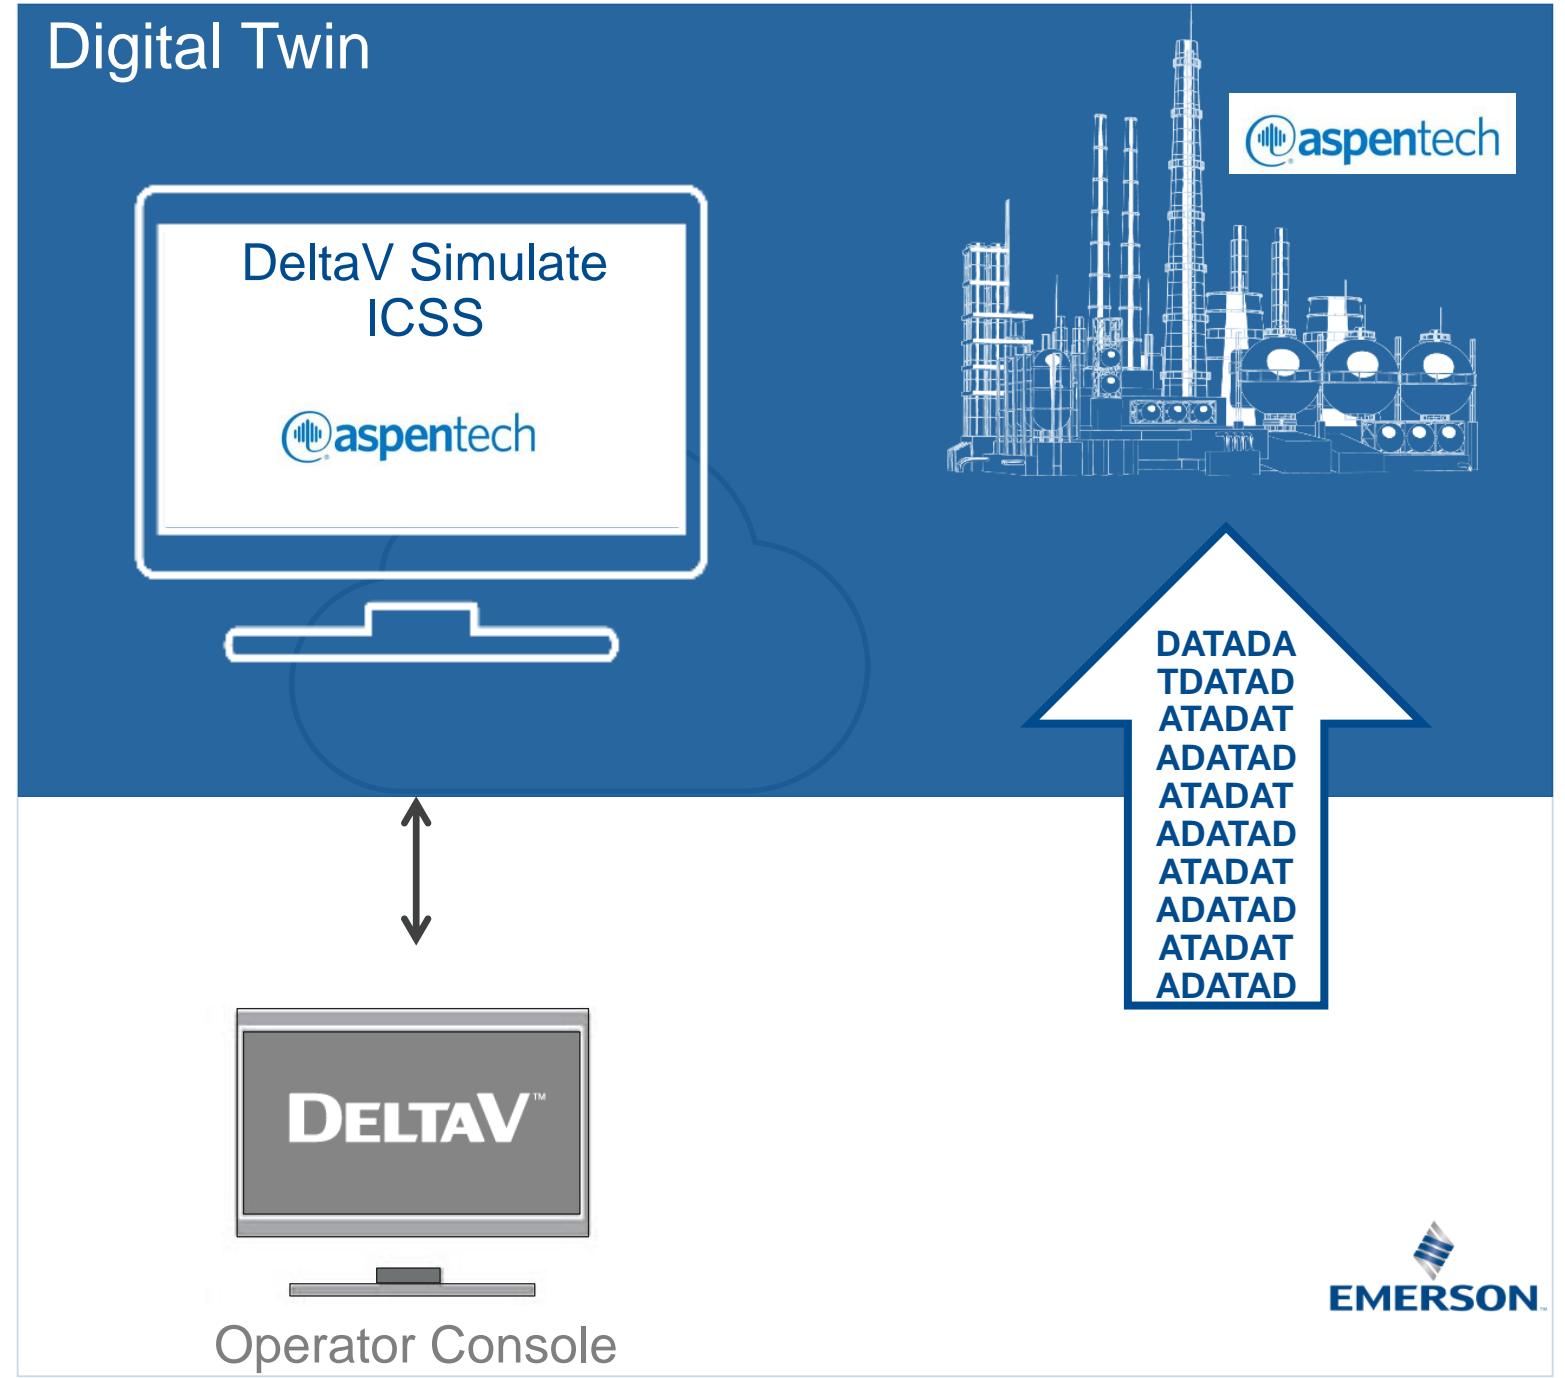 Digital Twin
aspentech
DeltaV Simulate
ICSS
aspentech
DATADA
TDATAD
ATADAT
ADATAD
ATADAT
ADATAD
ATADAT
ADATAD
ATADAT
ADATAD
DELTAV™
EMERSON™
Operator Console